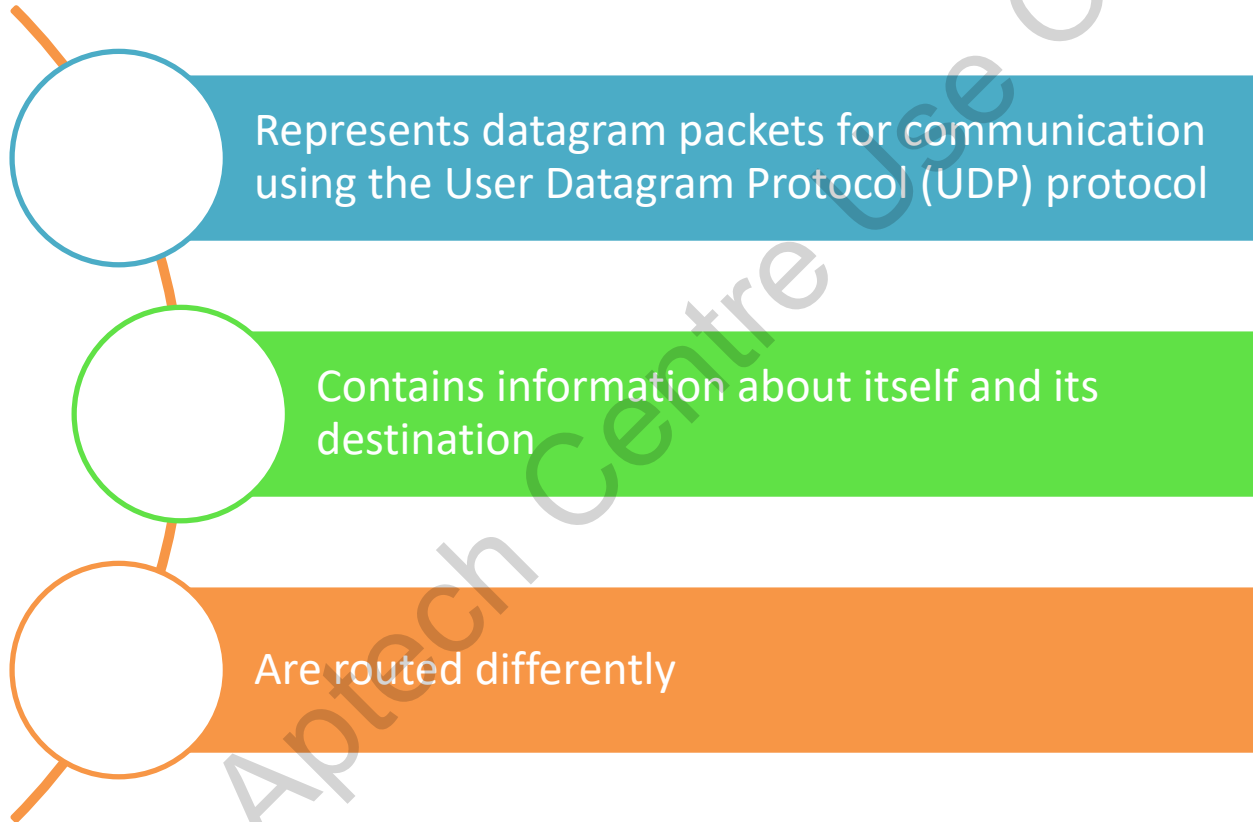 Represents datagram packets for communication
using the User Datagram Protocol (UDP) protocol
Contains information about itself and its
destination
Are routed differently
Aptech Centre Use